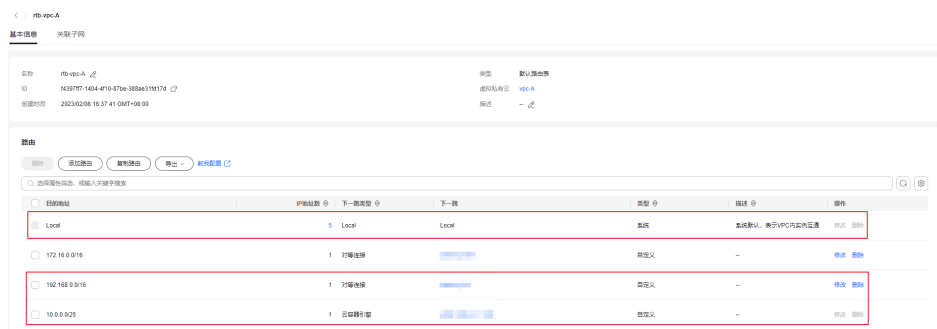 rtb-vpc-A
基本信息 关联子网
名称 rtb-vpc-A 类型 默认路由表
ID f4397ff7-1404-4f10-87be-388ae31fd17d 虚拟私有云 vpc-A
创建时间 2023/02/08 16:37:41 GMT+08:00 描述 --
路由
删除 添加路由 复制路由 导出 教我配置
选择属性筛选，或输入关键字搜索
目的地址 IP地址数 下一跳类型 下一跳 类型 描述 操作
Local 5 Local Local 系统 系统默认，表示VPC内实例互通 修改 删除
172.16.0.0/16 1 对等连接 自定义 -- 修改 删除
192.168.0.0/16 1 对等连接 自定义 -- 修改 删除
10.0.0.0/25 1 云容器引擎 自定义 -- 修改 删除